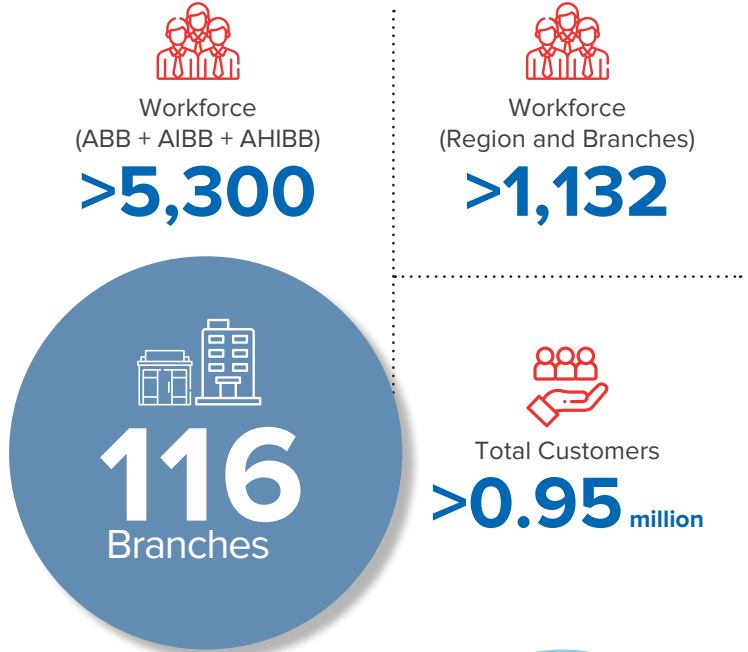 Workforce
(ABB + AIBB + AHIBB)
>5,300
Workforce
(Region and Branches)
>1,132
116
Branches
Total Customers
>0.95 million